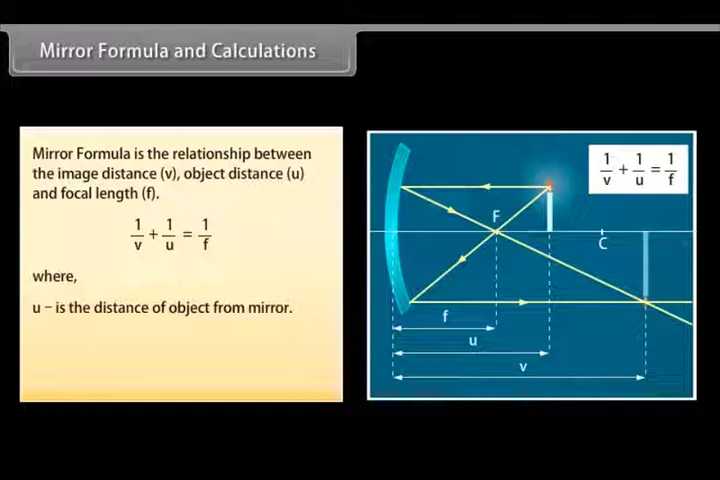 Mirror Formula and Calculations
Mirror Formula is the relationship between
the image distance (v), object distance (u)
and focal length (f).
1/v + 1/u = 1/f
where,
u – is the distance of object from mirror.
1/v + 1/u = 1/f
F
C
f
u
v